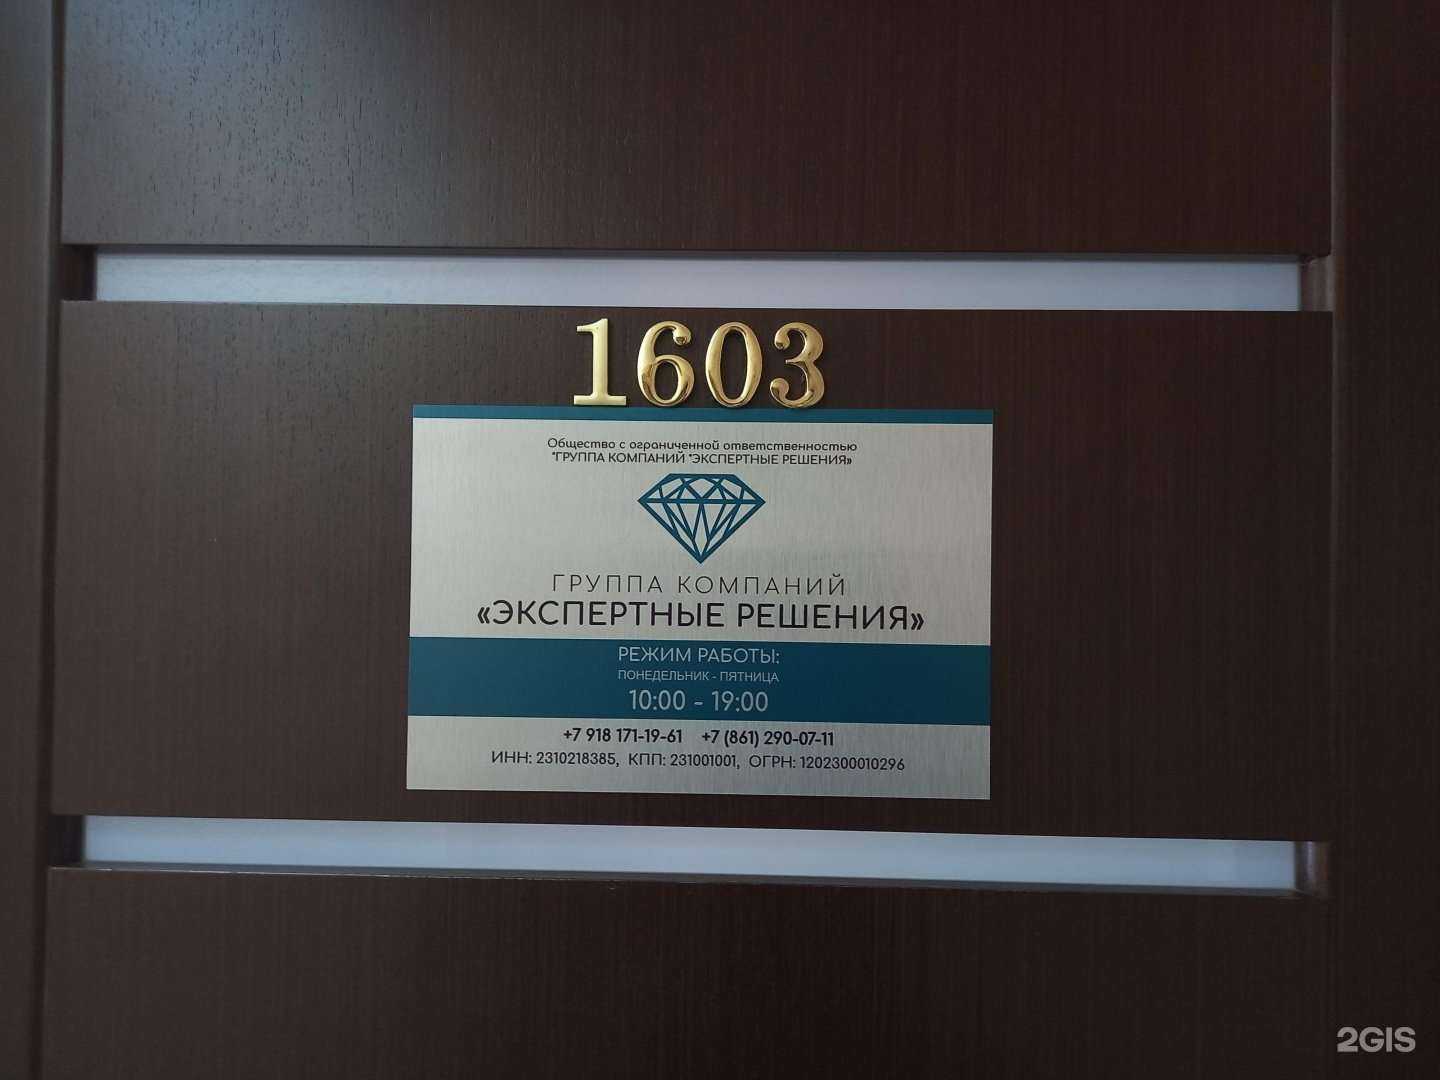 1603
Общество с ограниченной ответственностью
"ГРУППА КОМПАНИЙ "ЭКСПЕРТНЫЕ РЕШЕНИЯ»
ГРУППА КОМПАНИЙ
«ЭКСПЕРТНЫЕ РЕШЕНИЯ»
РЕЖИМ РАБОТЫ:
ПОНЕДЕЛЬНИК - ПЯТНИЦА
10:00 - 19:00
+7 918 171-19-61 +7 (861) 290-07-11
ИНН: 2310218385, КПП: 231001001, ОГРН: 1202300010296
2GIS